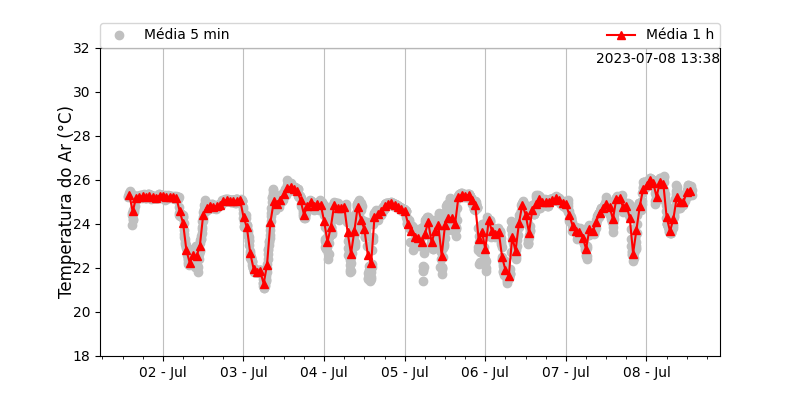 Média 5 min
Média 1 h
2023-07-08 13:38
Temperatura do Ar (°C)
32
30
28
26
24
22
20
18
02 - Jul
03 - Jul
04 - Jul
05 - Jul
06 - Jul
07 - Jul
08 - Jul